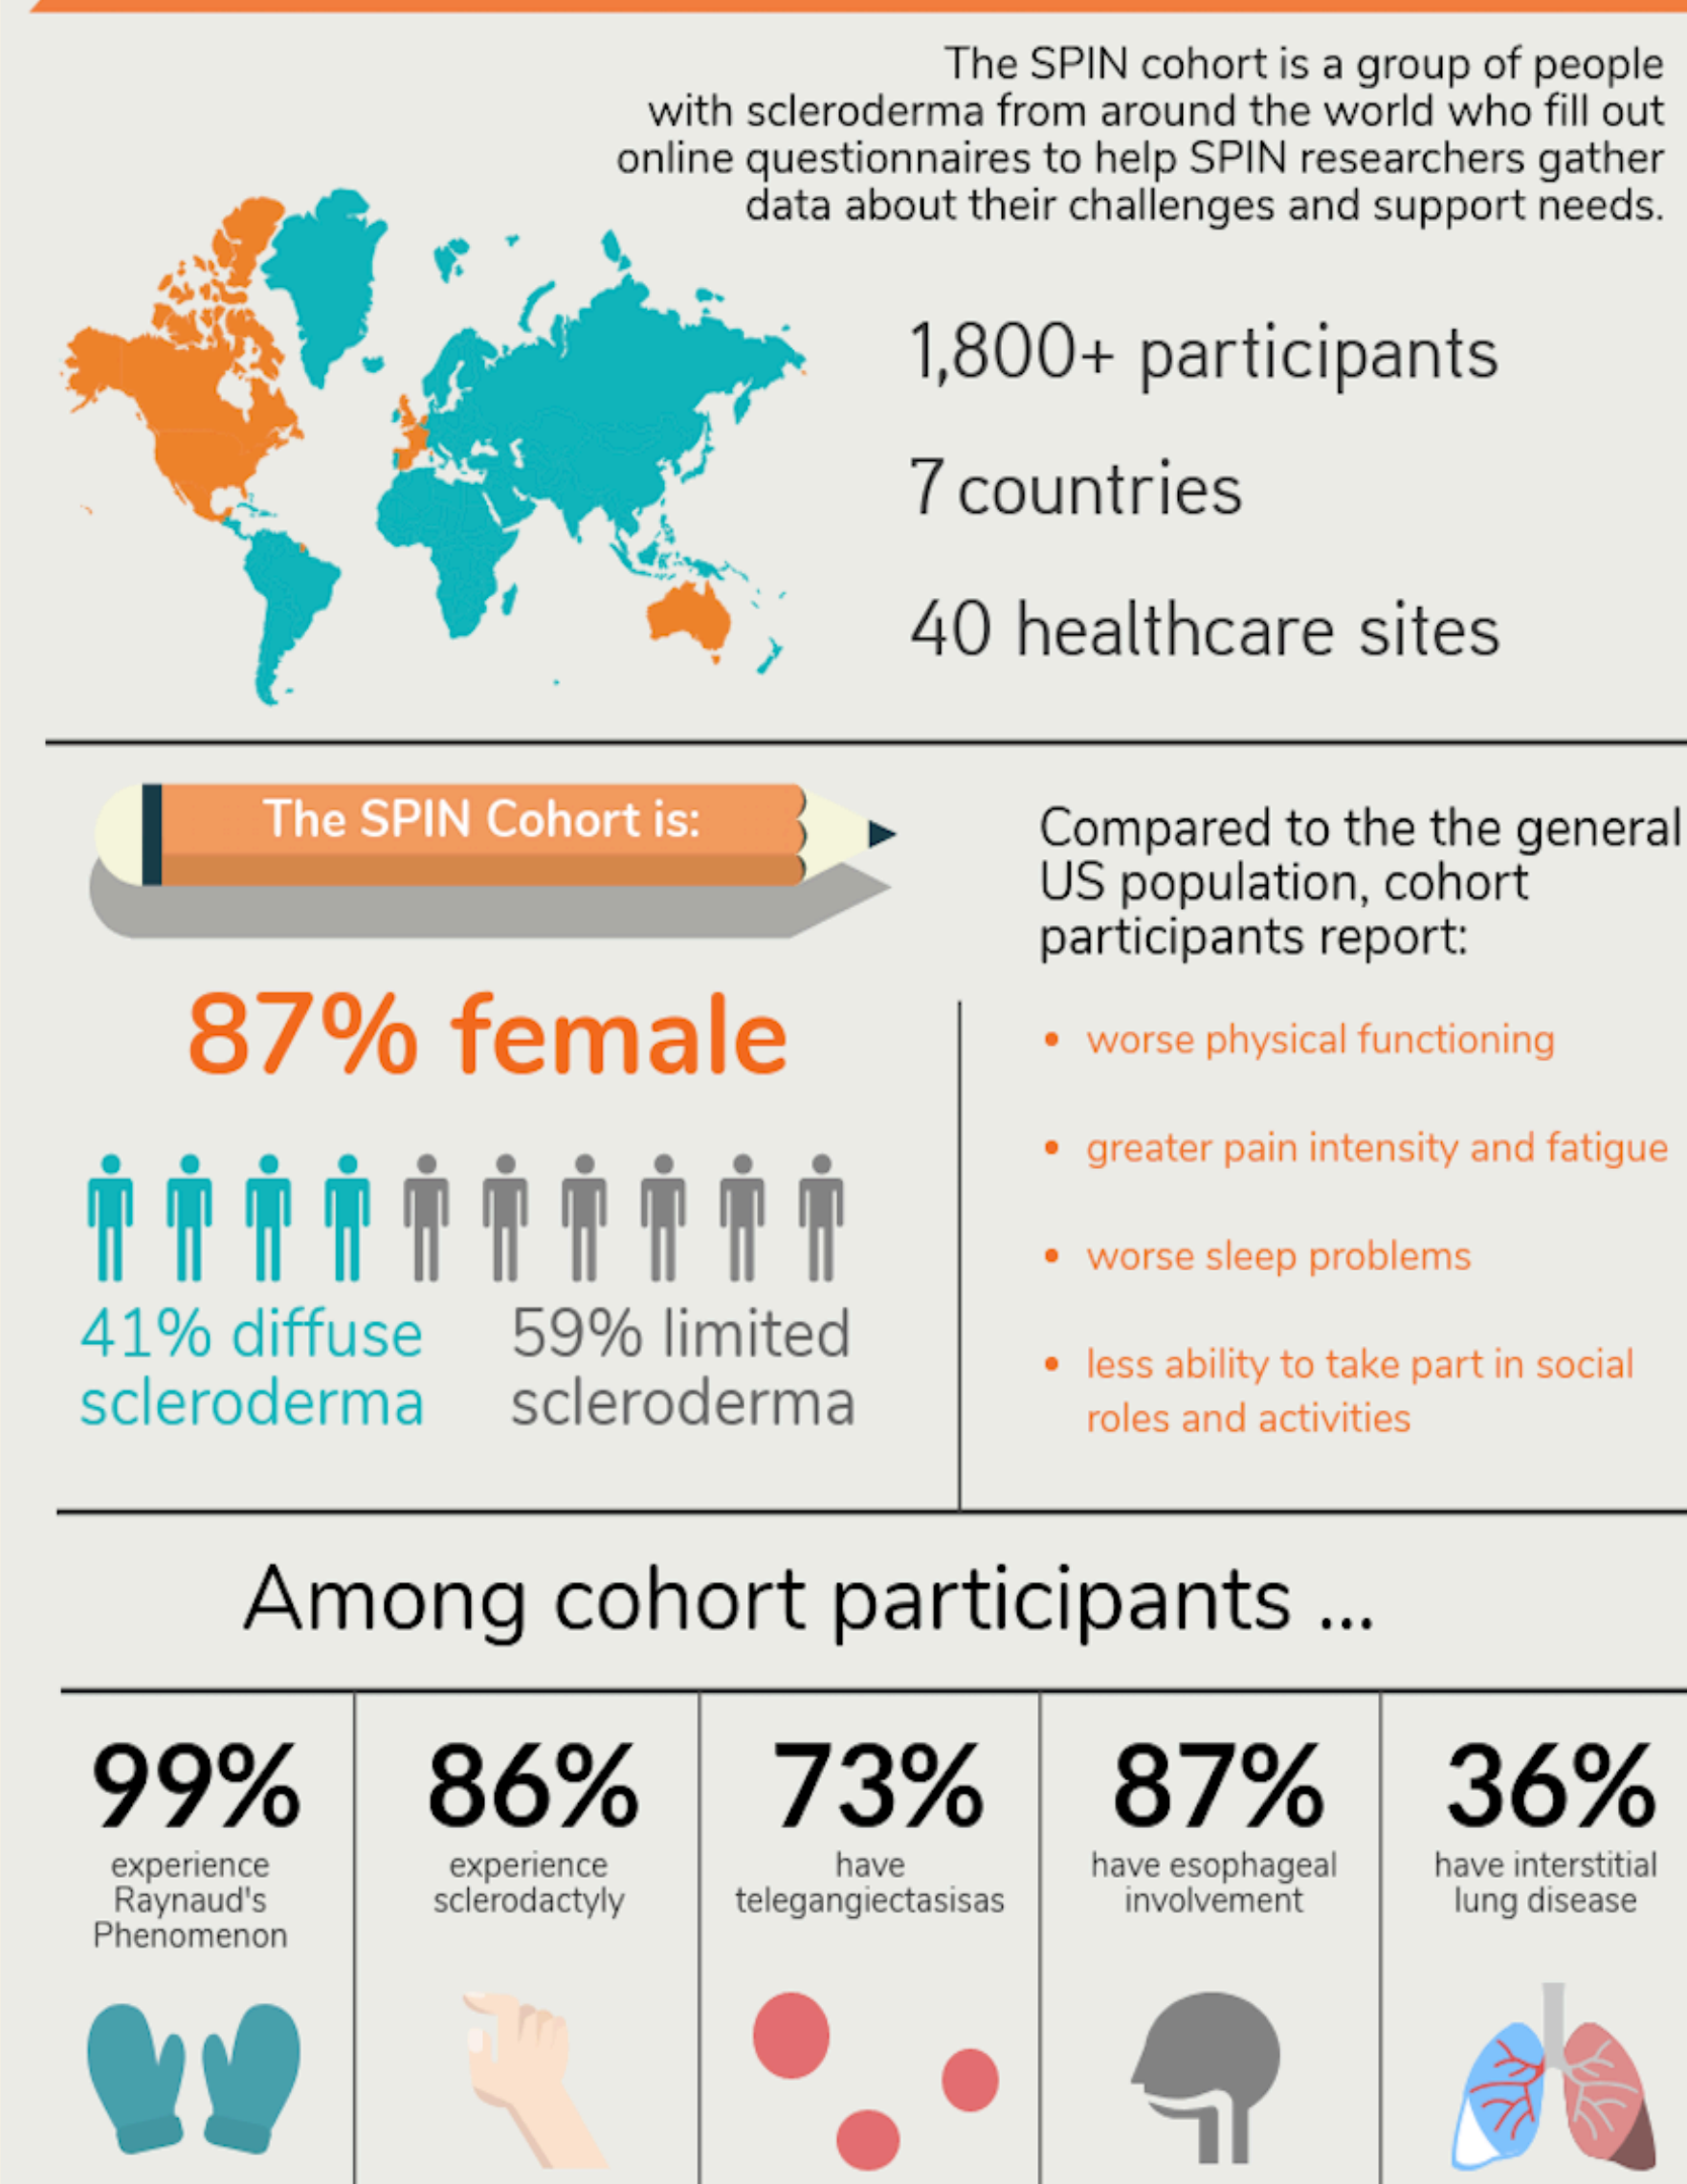 The SPIN cohort is a group of people
with scleroderma from around the world who fill out
online questionnaires to help SPIN researchers gather
data about their challenges and support needs.
1,800+ participants
7 countries
40 healthcare sites
The SPIN Cohort is:
87% female
41% diffuse
scleroderma
59% limited
scleroderma
Compared to the the general
US population, cohort
participants report:
• worse physical functioning
• greater pain intensity and fatigue
• worse sleep problems
• less ability to take part in social
roles and activities
Among cohort participants ...
99%
experience
Raynaud's
Phenomenon
86%
experience
sclerodactyly
73%
have
telegangiectasisas
87%
have esophageal
involvement
36%
have interstitial
lung disease